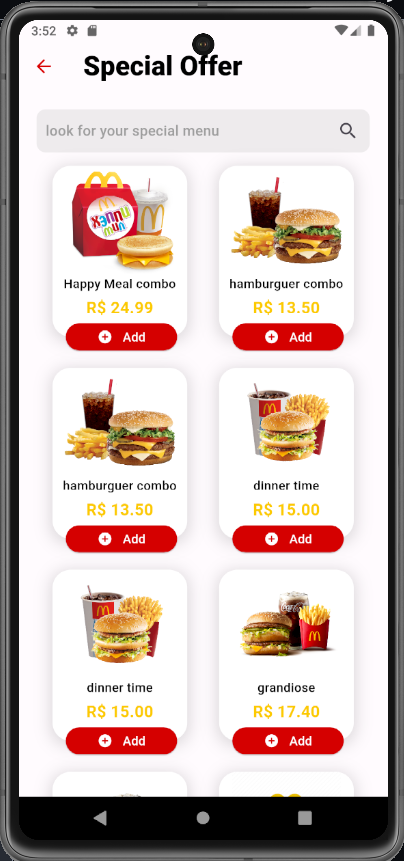 3:52
Special Offer
look for your special menu
Хэппи
Мил
Happy Meal combo
hamburguer combo
R$ 24.99
R$ 13.50
Add
Add
hamburguer combo
dinner time
R$ 13.50
R$ 15.00
Add
Add
dinner time
grandiose
R$ 15.00
R$ 17.40
Add
Add